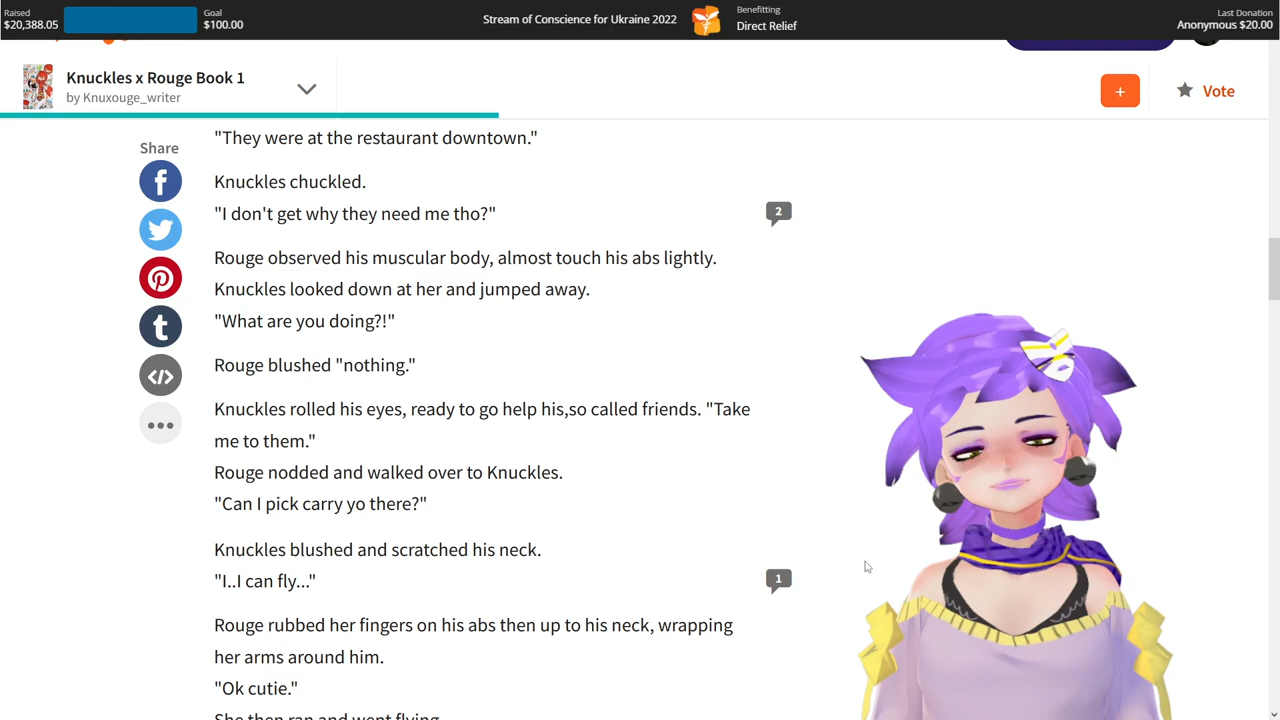 Raised
$20,388.05
Goal
$100.00
Stream of Conscience for Ukraine 2022
Benefitting
Direct Relief
Last Donation
Anonymous $20.00
Knuckles x Rouge Book 1
by Knuxouge_writer
+
Vote
Share
"They were at the restaurant downtown."
Knuckles chuckled.
"I don't get why they need me tho?"
2
Rouge observed his muscular body, almost touch his abs lightly.
Knuckles looked down at her and jumped away.
"What are you doing?!"
Rouge blushed "nothing."
Knuckles rolled his eyes, ready to go help his,so called friends. "Take
me to them."
Rouge nodded and walked over to Knuckles.
"Can I pick carry yo there?"
Knuckles blushed and scratched his neck.
"I..I can fly..."
1
Rouge rubbed her fingers on his abs then up to his neck, wrapping
her arms around him.
"Ok cutie."
She then ran and went flying